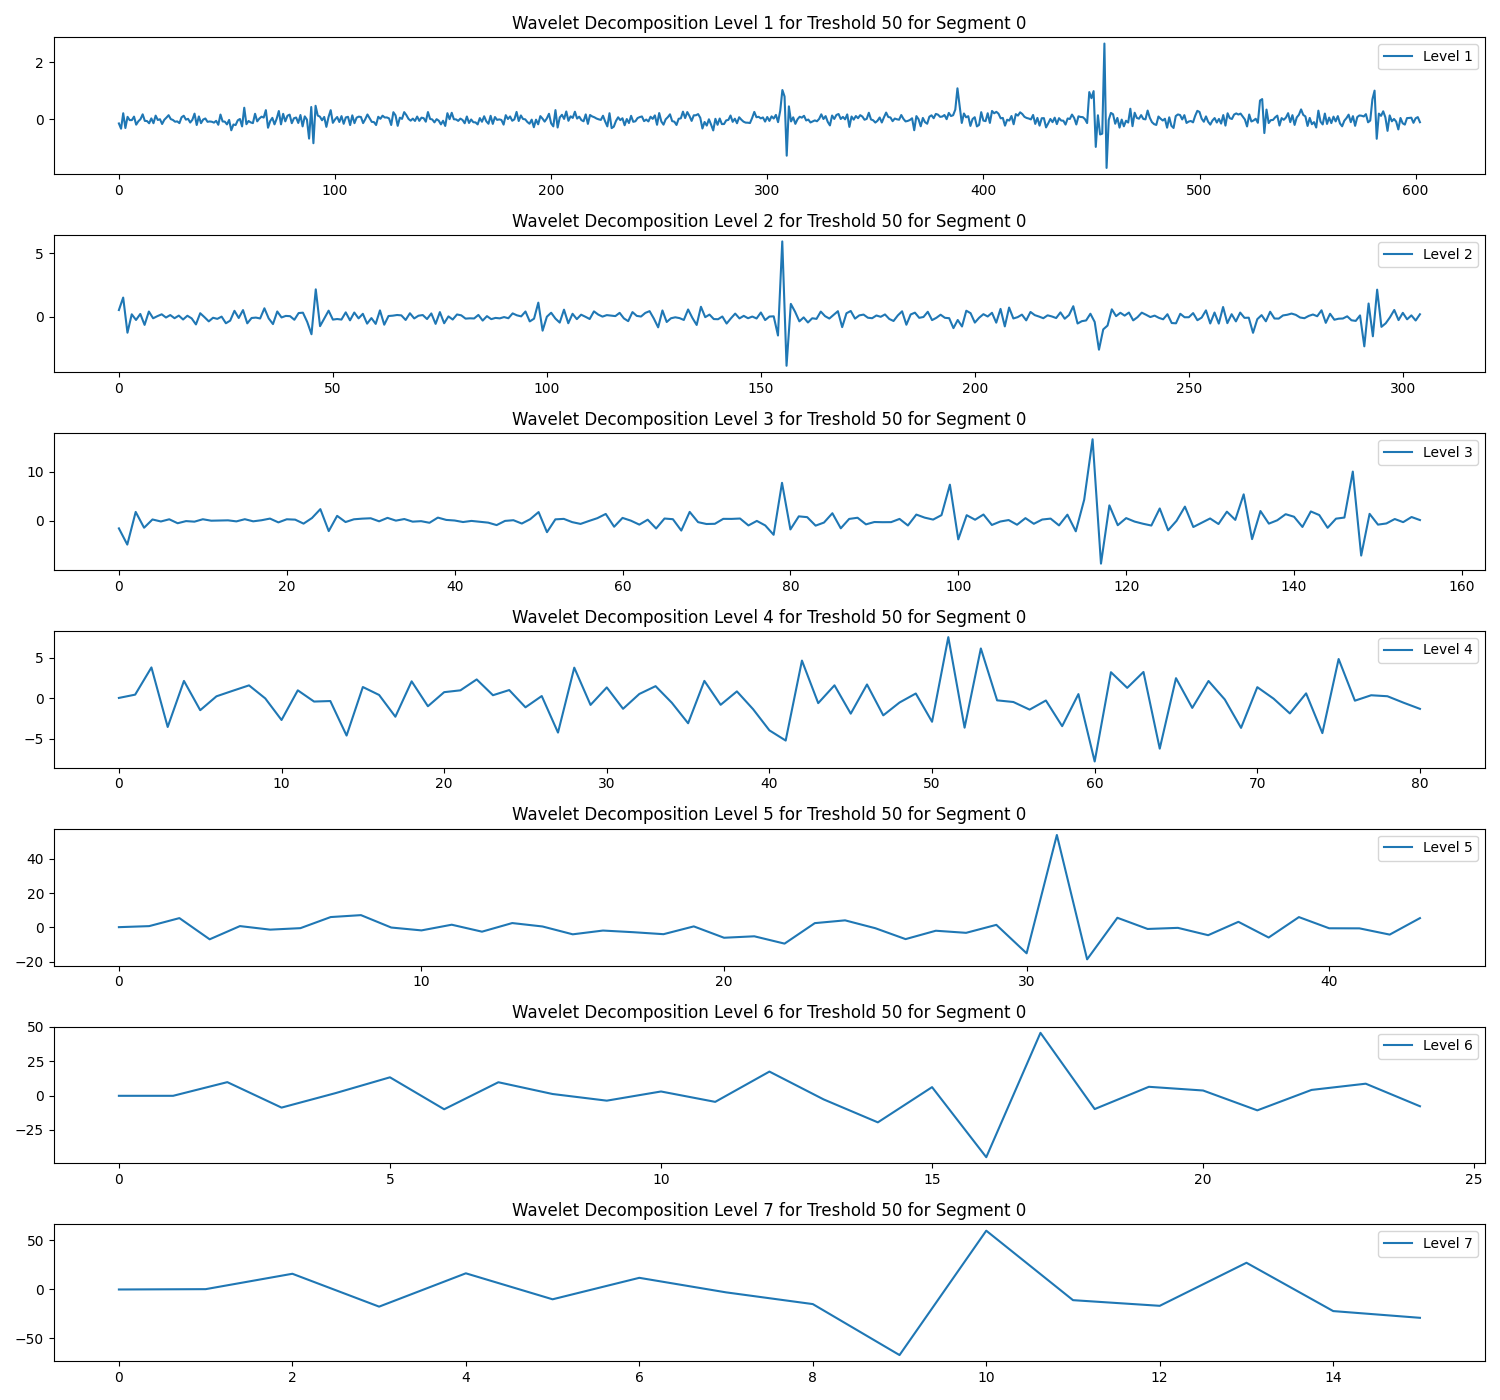 Wavelet Decomposition Level 1 for Treshold 50 for Segment 0
Level 1
2
0
0 100 200 300 400 500 600
Wavelet Decomposition Level 2 for Treshold 50 for Segment 0
Level 2
5
0
0 50 100 150 200 250 300
Wavelet Decomposition Level 3 for Treshold 50 for Segment 0
Level 3
10
0
0 20 40 60 80 100 120 140 160
Wavelet Decomposition Level 4 for Treshold 50 for Segment 0
Level 4
5
0
−5
0 10 20 30 40 50 60 70 80
Wavelet Decomposition Level 5 for Treshold 50 for Segment 0
Level 5
40
20
0
−20
0 10 20 30 40
Wavelet Decomposition Level 6 for Treshold 50 for Segment 0
50
Level 6
25
0
−25
0 5 10 15 20 25
Wavelet Decomposition Level 7 for Treshold 50 for Segment 0
Level 7
50
0
−50
0 2 4 6 8 10 12 14